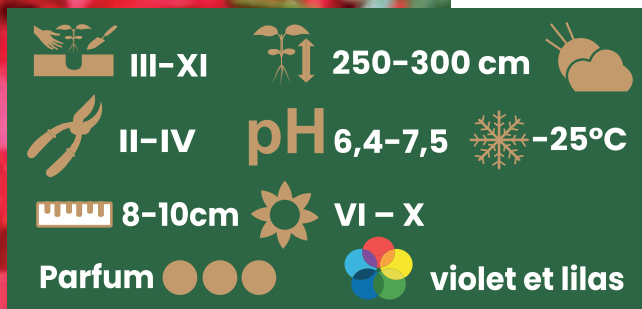 III-XI 250-300 cm
II-IV pH 6,4-7,5 -25°C
8-10cm VI – X
Parfum violet et lilas